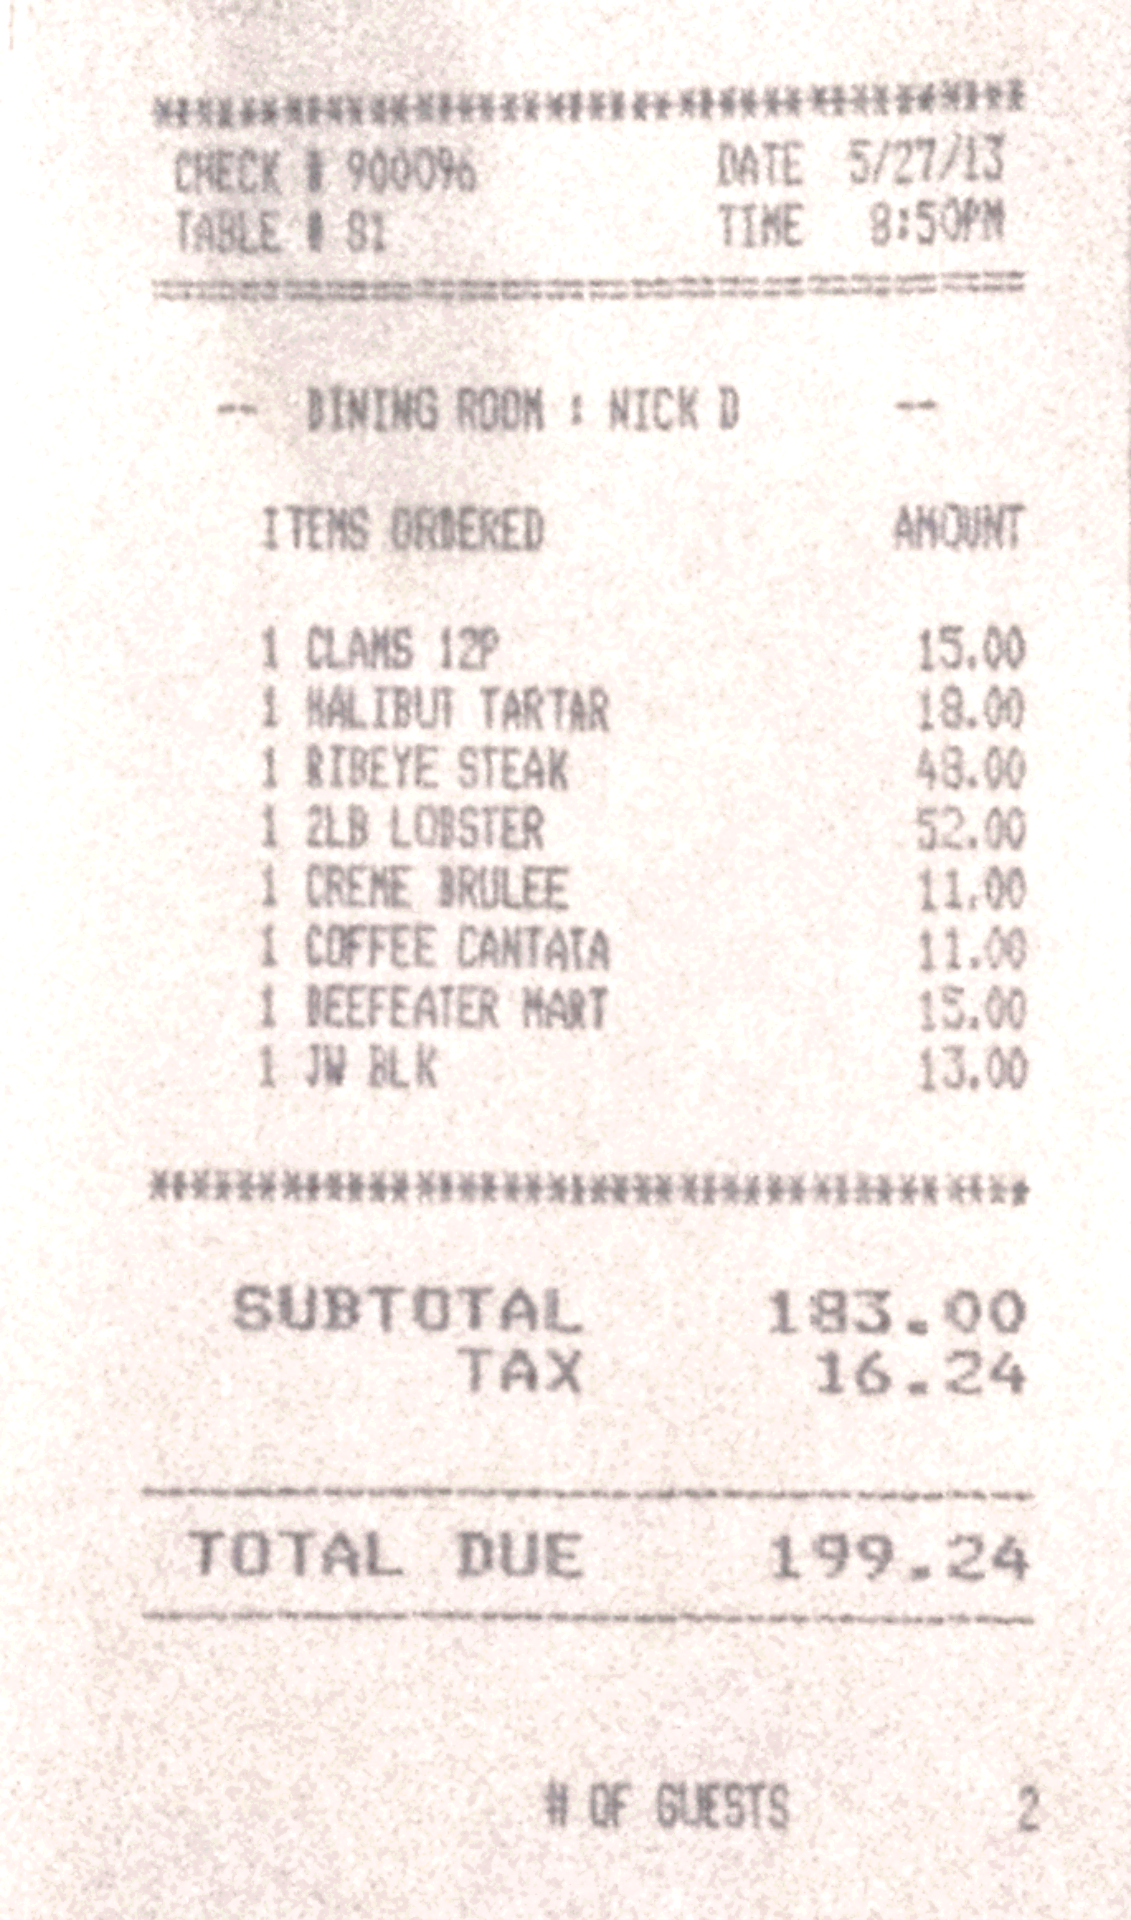 ****************************************
CHECK # 900096 DATE 5/27/13
TABLE # 81 TIME 8:50PM
========================================
-- DINING ROOM : NICK D --
ITEMS ORDERED AMOUNT
1 CLAMS 12P 15.00
1 HALIBUT TARTAR 18.00
1 RIBEYE STEAK 48.00
1 2LB LOBSTER 52.00
1 CREME BRULEE 11.00
1 COFFEE CANTATA 11.00
1 BEEFEATER MART 15.00
1 JW BLK 13.00
****************************************
SUBTOTAL 183.00
TAX 16.24
----------------------------------------
TOTAL DUE 199.24
----------------------------------------
# OF GUESTS 2